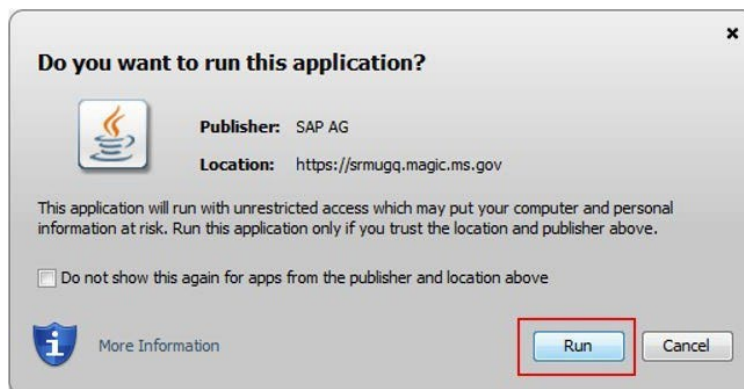 Do you want to run this application?
Publisher: SAP AG
Location: https://srmugq.magic.ms.gov
This application will run with unrestricted access which may put your computer and personal
information at risk. Run this application only if you trust the location and publisher above.
Do not show this again for apps from the publisher and location above
More Information
Run
Cancel